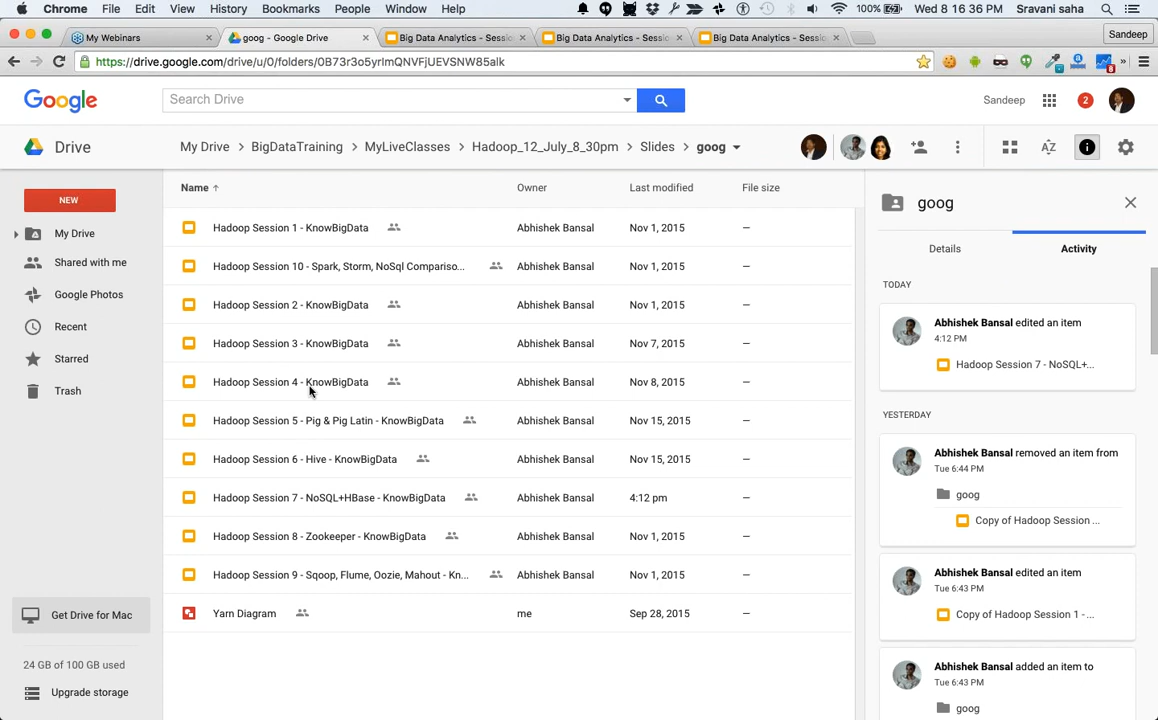 Chrome File Edit View History Bookmarks People Window Help 100% Wed 8 16 36 PM Sravani saha
My Webinars × goog - Google Drive × Big Data Analytics - Sessio × Big Data Analytics - Sessio × Big Data Analytics - Sessio × Sandeep
https://drive.google.com/drive/u/0/folders/0B73r3o5yrImQNVFjUEVSNW85alk
Google Search Drive Sandeep 2
Drive My Drive > BigDataTraining > MyLiveClasses > Hadoop_12_July_8_30pm > Slides > goog
NEW
My Drive
Shared with me
Google Photos
Recent
Starred
Trash
Get Drive for Mac
24 GB of 100 GB used
Upgrade storage
Name ↑ Owner Last modified File size
Hadoop Session 1 - KnowBigData Abhishek Bansal Nov 1, 2015 —
Hadoop Session 10 - Spark, Storm, NoSql Compariso... Abhishek Bansal Nov 1, 2015 —
Hadoop Session 2 - KnowBigData Abhishek Bansal Nov 1, 2015 —
Hadoop Session 3 - KnowBigData Abhishek Bansal Nov 7, 2015 —
Hadoop Session 4 - KnowBigData Abhishek Bansal Nov 8, 2015 —
Hadoop Session 5 - Pig & Pig Latin - KnowBigData Abhishek Bansal Nov 15, 2015 —
Hadoop Session 6 - Hive - KnowBigData Abhishek Bansal Nov 15, 2015 —
Hadoop Session 7 - NoSQL+HBase - KnowBigData Abhishek Bansal 4:12 pm —
Hadoop Session 8 - Zookeeper - KnowBigData Abhishek Bansal Nov 1, 2015 —
Hadoop Session 9 - Sqoop, Flume, Oozie, Mahout - Kn... Abhishek Bansal Nov 1, 2015 —
Yarn Diagram me Sep 28, 2015 —
goog
Details Activity
TODAY
Abhishek Bansal edited an item
4:12 PM
Hadoop Session 7 - NoSQL+...
YESTERDAY
Abhishek Bansal removed an item from
Tue 6:44 PM
goog
Copy of Hadoop Session ...
Abhishek Bansal edited an item
Tue 6:43 PM
Copy of Hadoop Session 1 - ...
Abhishek Bansal added an item to
Tue 6:43 PM
goog